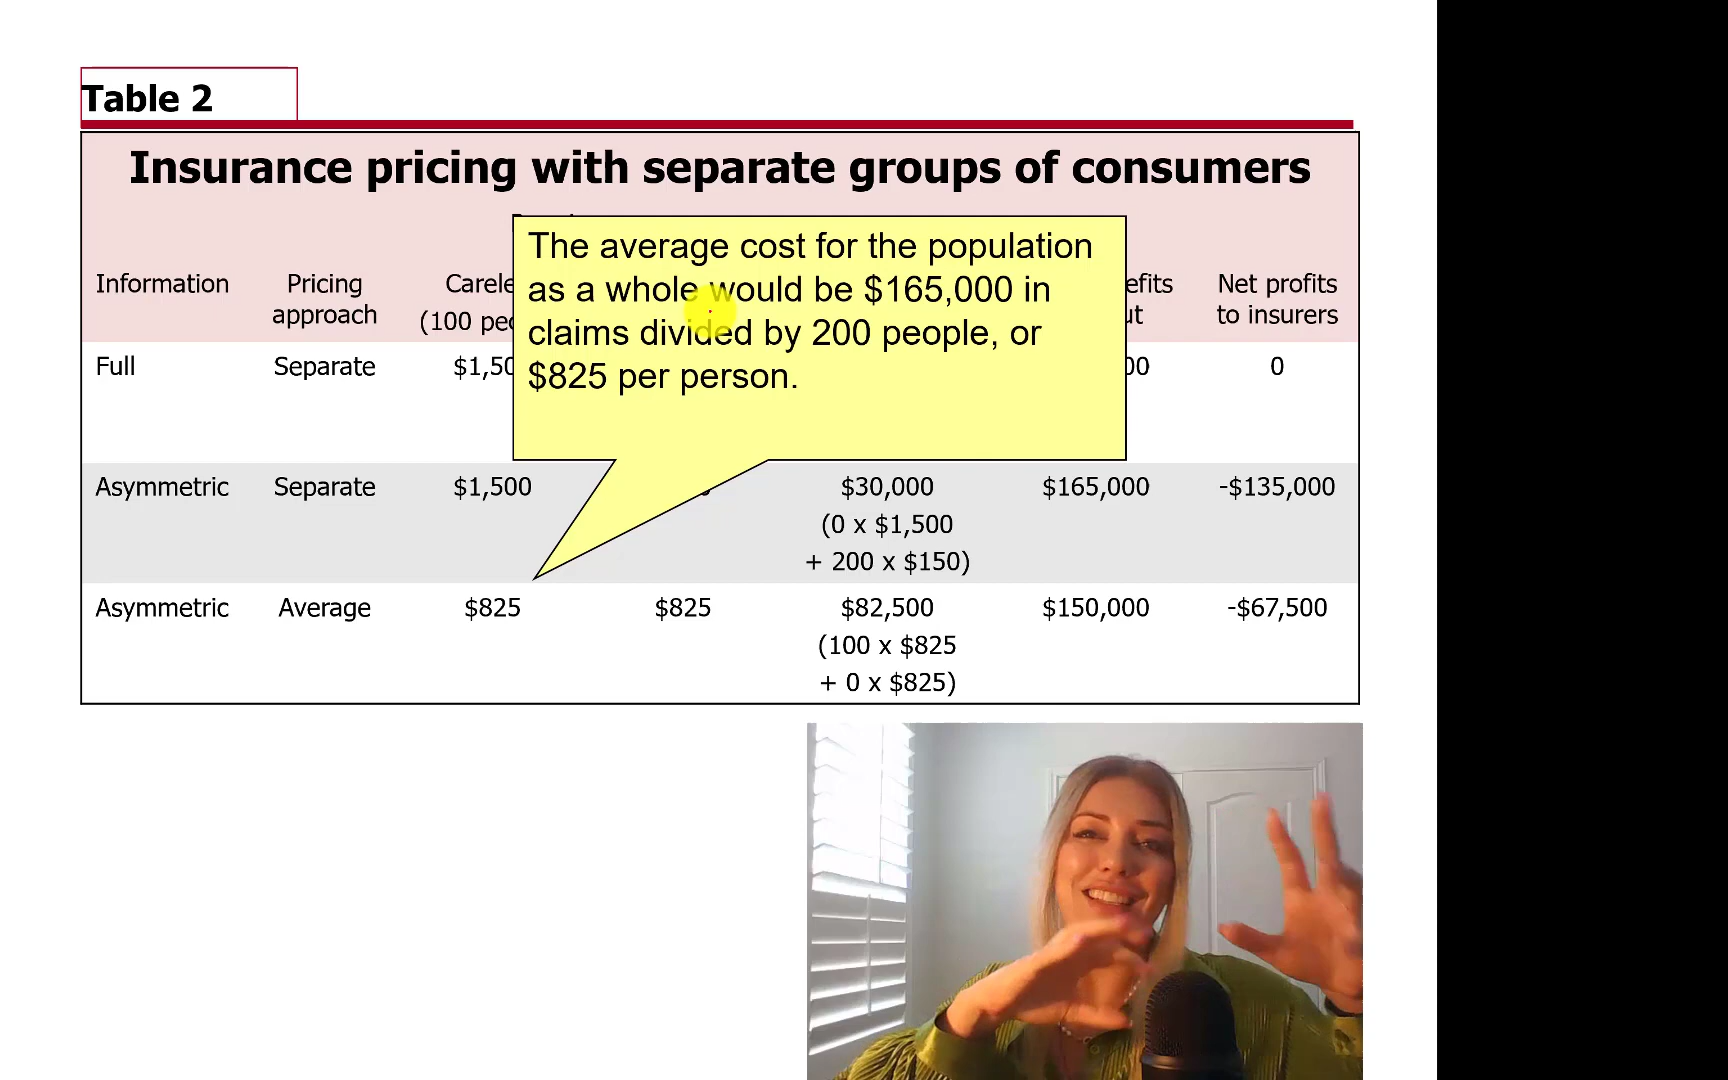 Table 2
Insurance pricing with separate groups of consumers
The average cost for the population
as a whole would be $165,000 in
claims divided by 200 people, or
$825 per person.
Information
Pricing
approach
Net profits
to insurers
Full
Separate
0
Asymmetric
Separate
$1,500
$30,000
(0 x $1,500
+ 200 x $150)
$165,000
-$135,000
Asymmetric
Average
$825
$825
$82,500
(100 x $825
+ 0 x $825)
$150,000
-$67,500